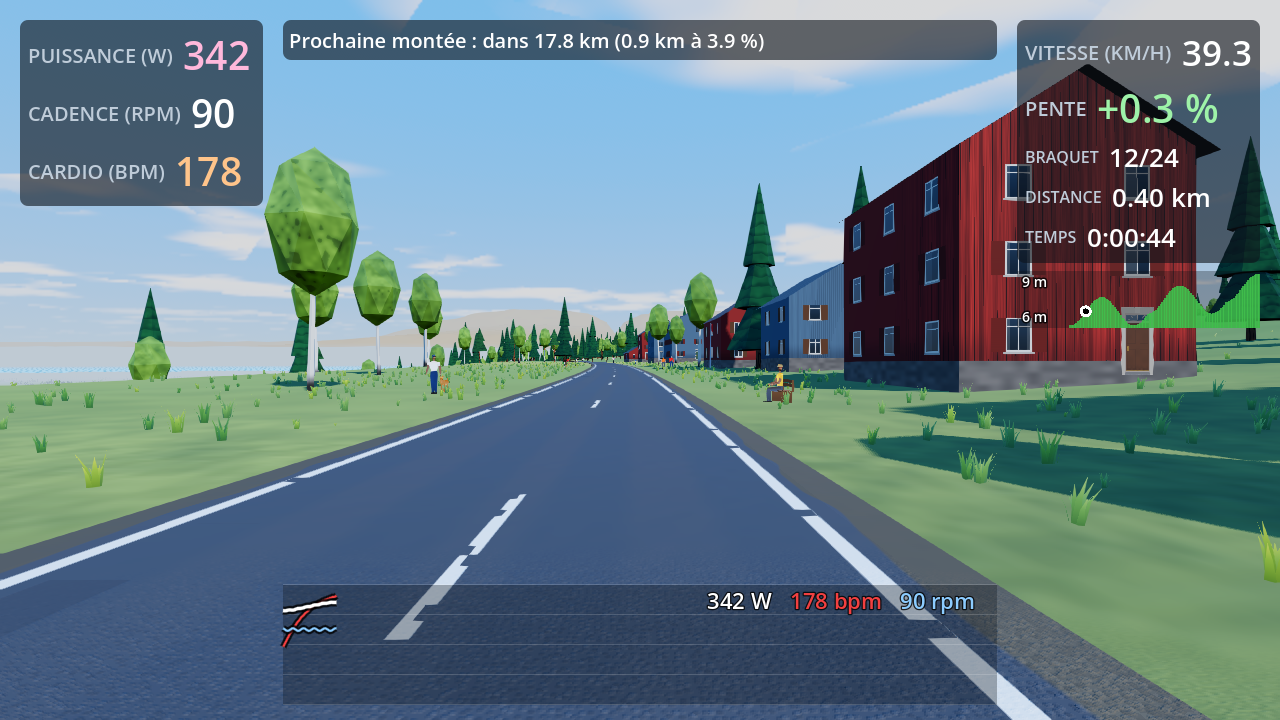 PUISSANCE (W) 342
CADENCE (RPM) 90
CARDIO (BPM) 178
Prochaine montée : dans 17.8 km (0.9 km à 3.9 %)
VITESSE (KM/H) 39.3
PENTE +0.3 %
BRAQUET 12/24
DISTANCE 0.40 km
TEMPS 0:00:44
9 m
6 m
342 W 178 bpm 90 rpm